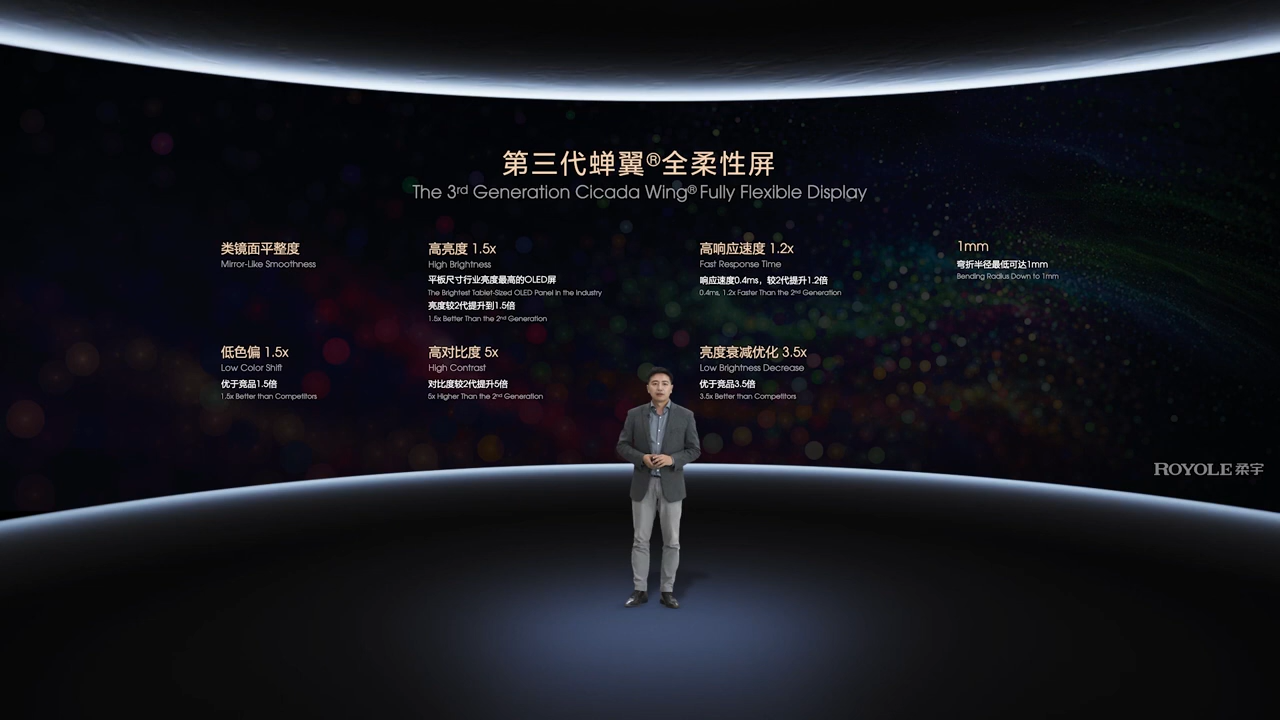 第三代蝉翼®全柔性屏
The 3rd Generation Cicada Wing® Fully Flexible Display
类镜面平整度
Mirror-Like Smoothness
高亮度 1.5x
High Brightness
平板尺寸行业亮度最高的OLED屏
The Brightest Tablet-Sized OLED Panel in the Industry
亮度较2代提升到1.5倍
1.5x Better Than the 2nd Generation
高响应速度 1.2x
Fast Response Time
响应速度0.4ms，较2代提升1.2倍
0.4ms, 1.2x Faster Than the 2nd Generation
1mm
弯折半径最低可达1mm
Bending Radius Down to 1mm
低色偏 1.5x
Low Color Shift
优于竞品1.5倍
1.5x Better than Competitors
高对比度 5x
High Contrast
对比度较2代提升5倍
5x Higher Than the 2nd Generation
亮度衰减优化 3.5x
Low Brightness Decrease
优于竞品3.5倍
3.5x Better than Competitors
ROYOLE 柔宇